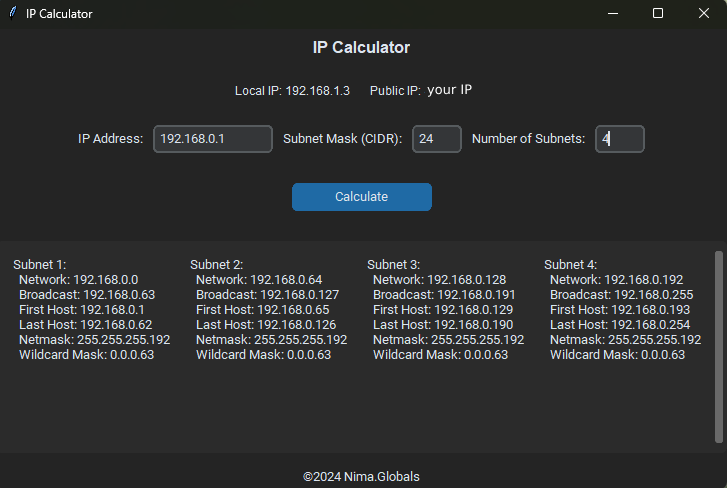 IP Calculator
IP Calculator
Local IP: 192.168.1.3 Public IP: your IP
IP Address: 192.168.0.1 Subnet Mask (CIDR): 24 Number of Subnets: 4
Calculate
Subnet 1:
Network: 192.168.0.0
Broadcast: 192.168.0.63
First Host: 192.168.0.1
Last Host: 192.168.0.62
Netmask: 255.255.255.192
Wildcard Mask: 0.0.0.63
Subnet 2:
Network: 192.168.0.64
Broadcast: 192.168.0.127
First Host: 192.168.0.65
Last Host: 192.168.0.126
Netmask: 255.255.255.192
Wildcard Mask: 0.0.0.63
Subnet 3:
Network: 192.168.0.128
Broadcast: 192.168.0.191
First Host: 192.168.0.129
Last Host: 192.168.0.190
Netmask: 255.255.255.192
Wildcard Mask: 0.0.0.63
Subnet 4:
Network: 192.168.0.192
Broadcast: 192.168.0.255
First Host: 192.168.0.193
Last Host: 192.168.0.254
Netmask: 255.255.255.192
Wildcard Mask: 0.0.0.63
©2024 Nima.Globals